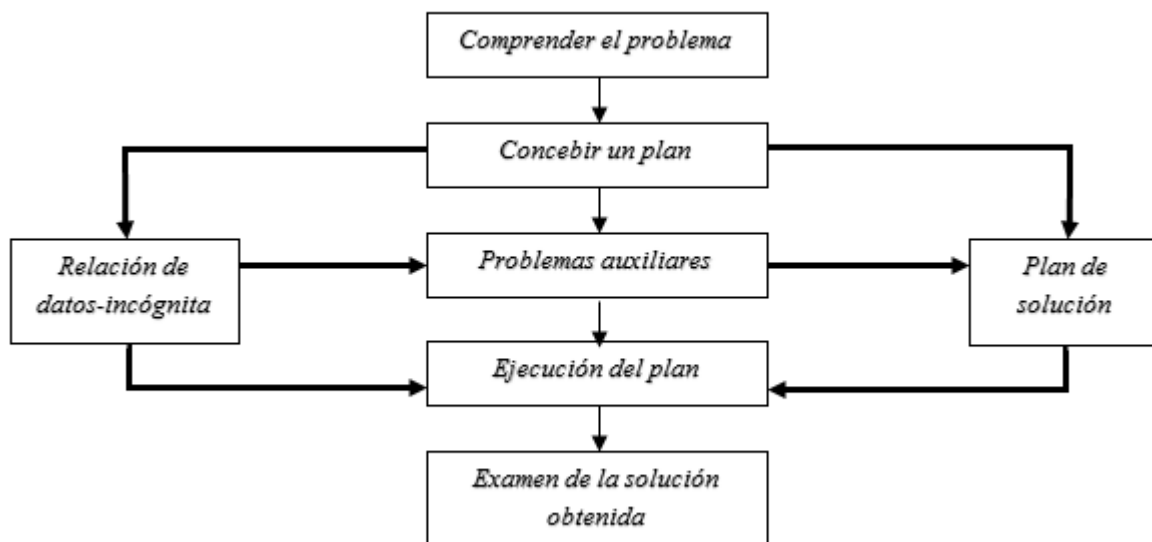 Comprender el problema
Concebir un plan
Relación de
datos-incógnita
Problemas auxiliares
Plan de
solución
Ejecución del plan
Examen de la solución
obtenida